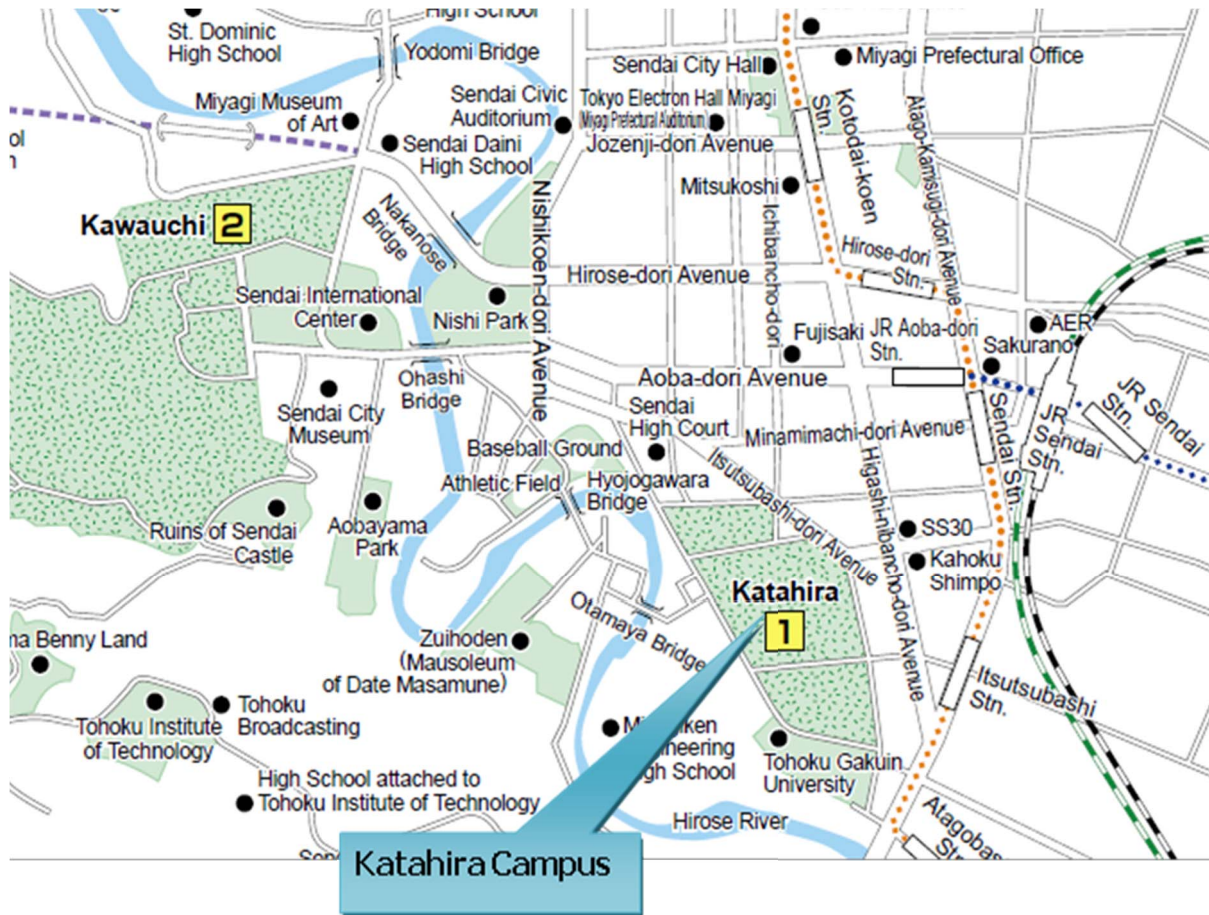 High School
St. Dominic
High School
Yodomi Bridge
Sendai City Hall
Miyagi Prefectural Office
Miyagi Museum
of Art
Sendai Civic
Auditorium
Tokyo Electron Hall Miyagi
(Miyagi Prefectural Auditorium)
Stn.
Kotodai-koen
Atago-Kamisugi-dori Avenue
Sendai Daini
High School
Jozenji-dori Avenue
Mitsukoshi
Ichibancho-dori
Kawauchi
2
Nakanose
Bridge
Nishikoen-dori Avenue
Hirose-dori Avenue
Hirose-dori
Stn.
Sendai International
Center
Nishi Park
Fujisaki
JR Aoba-dori
Stn.
AER
Sakurano
Ohashi
Bridge
Aoba-dori Avenue
Sendai City
Museum
Sendai
High Court
Minamimachi-dori Avenue
Sendai Stn.
JR
Sendai
Stn.
JR Sendai
Stn.
Baseball Ground
Athletic Field
Hyojogawara
Bridge
Itsutsubashi-dori Avenue
Higashi-nibancho-dori Avenue
Ruins of Sendai
Castle
Aobayama
Park
SS30
Kahoku
Shimpo
Katahira
1
Otamaya Bridge
Benny Land
Zuihoden
(Mausoleum
of Date Masamune)
Itsutsubashi
Stn.
Tohoku Institute
of Technology
Tohoku
Broadcasting
High School
Tohoku Gakuin
University
High School attached to
Tohoku Institute of Technology
Hirose River
Katahira Campus